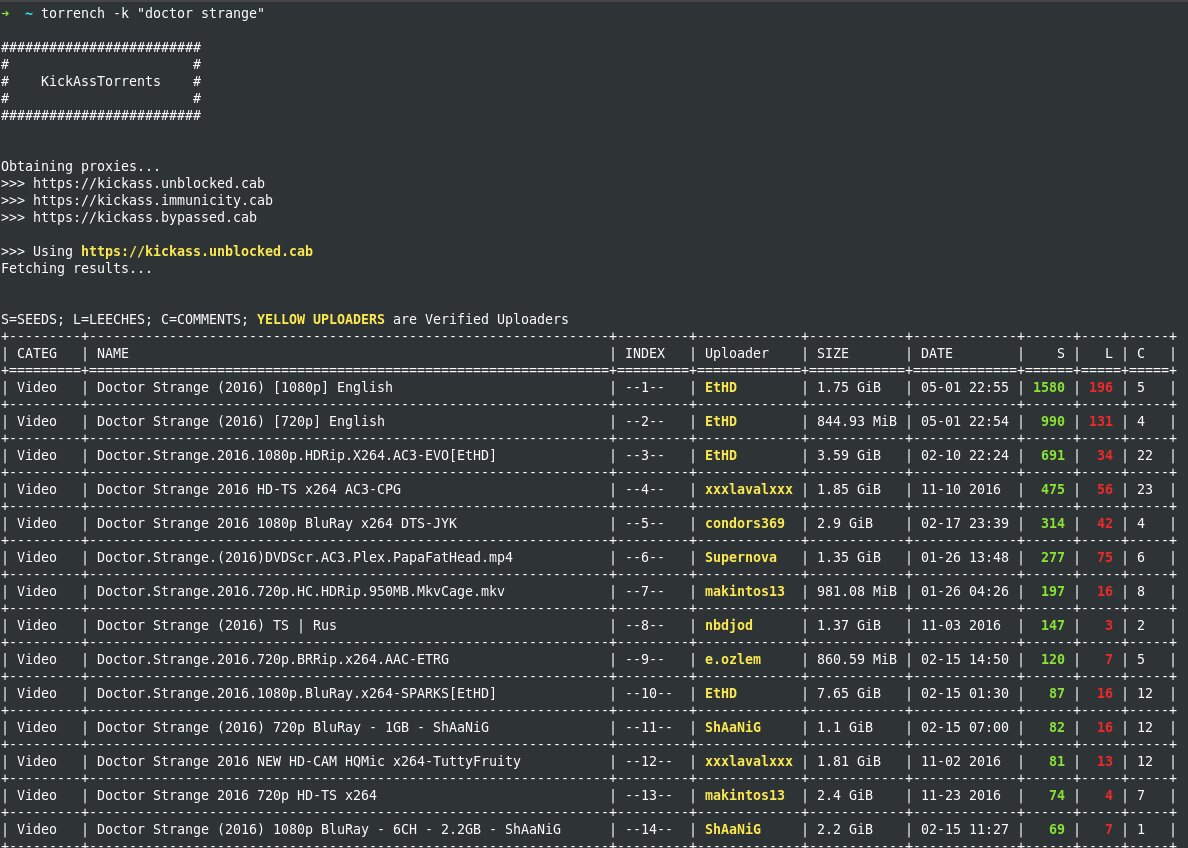 ➜  ~ torrench -k "doctor strange"

#########################
#                       #
#    KickAssTorrents    #
#                       #
#########################

Obtaining proxies...
>>> https://kickass.unblocked.cab
>>> https://kickass.immunicity.cab
>>> https://kickass.bypassed.cab

>>> Using https://kickass.unblocked.cab
Fetching results...

S=SEEDS; L=LEECHES; C=COMMENTS; YELLOW UPLOADERS are Verified Uploaders
| CATEG | NAME | INDEX | Uploader | SIZE | DATE | S | L | C |
| Video | Doctor Strange (2016) [1080p] English | --1-- | EtHD | 1.75 GiB | 05-01 22:55 | 1580 | 196 | 5 |
| Video | Doctor Strange (2016) [720p] English | --2-- | EtHD | 844.93 MiB | 05-01 22:54 | 990 | 131 | 4 |
| Video | Doctor.Strange.2016.1080p.HDRip.X264.AC3-EVO[EtHD] | --3-- | EtHD | 3.59 GiB | 02-10 22:24 | 691 | 34 | 22 |
| Video | Doctor Strange 2016 HD-TS x264 AC3-CPG | --4-- | xxxlavalxxx | 1.85 GiB | 11-10 2016 | 475 | 56 | 23 |
| Video | Doctor Strange 2016 1080p BluRay x264 DTS-JYK | --5-- | condors369 | 2.9 GiB | 02-17 23:39 | 314 | 42 | 4 |
| Video | Doctor.Strange.(2016)DVDScr.AC3.Plex.PapaFatHead.mp4 | --6-- | Supernova | 1.35 GiB | 01-26 13:48 | 277 | 75 | 6 |
| Video | Doctor.Strange.2016.720p.HC.HDRip.950MB.MkvCage.mkv | --7-- | makintos13 | 981.08 MiB | 01-26 04:26 | 197 | 16 | 8 |
| Video | Doctor Strange (2016) TS | Rus | --8-- | nbdjod | 1.37 GiB | 11-03 2016 | 147 | 3 | 2 |
| Video | Doctor.Strange.2016.720p.BRRip.x264.AAC-ETRG | --9-- | e.ozlem | 860.59 MiB | 02-15 14:50 | 120 | 7 | 5 |
| Video | Doctor.Strange.2016.1080p.BluRay.x264-SPARKS[EtHD] | --10-- | EtHD | 7.65 GiB | 02-15 01:30 | 87 | 16 | 12 |
| Video | Doctor Strange (2016) 720p BluRay - 1GB - ShAaNiG | --11-- | ShAaNiG | 1.1 GiB | 02-15 07:00 | 82 | 16 | 12 |
| Video | Doctor Strange 2016 NEW HD-CAM HQMic x264-TuttyFruity | --12-- | xxxlavalxxx | 1.81 GiB | 11-02 2016 | 81 | 13 | 12 |
| Video | Doctor Strange 2016 720p HD-TS x264 | --13-- | makintos13 | 2.4 GiB | 11-23 2016 | 74 | 4 | 7 |
| Video | Doctor Strange (2016) 1080p BluRay - 6CH - 2.2GB - ShAaNiG | --14-- | ShAaNiG | 2.2 GiB | 02-15 11:27 | 69 | 7 | 1 |